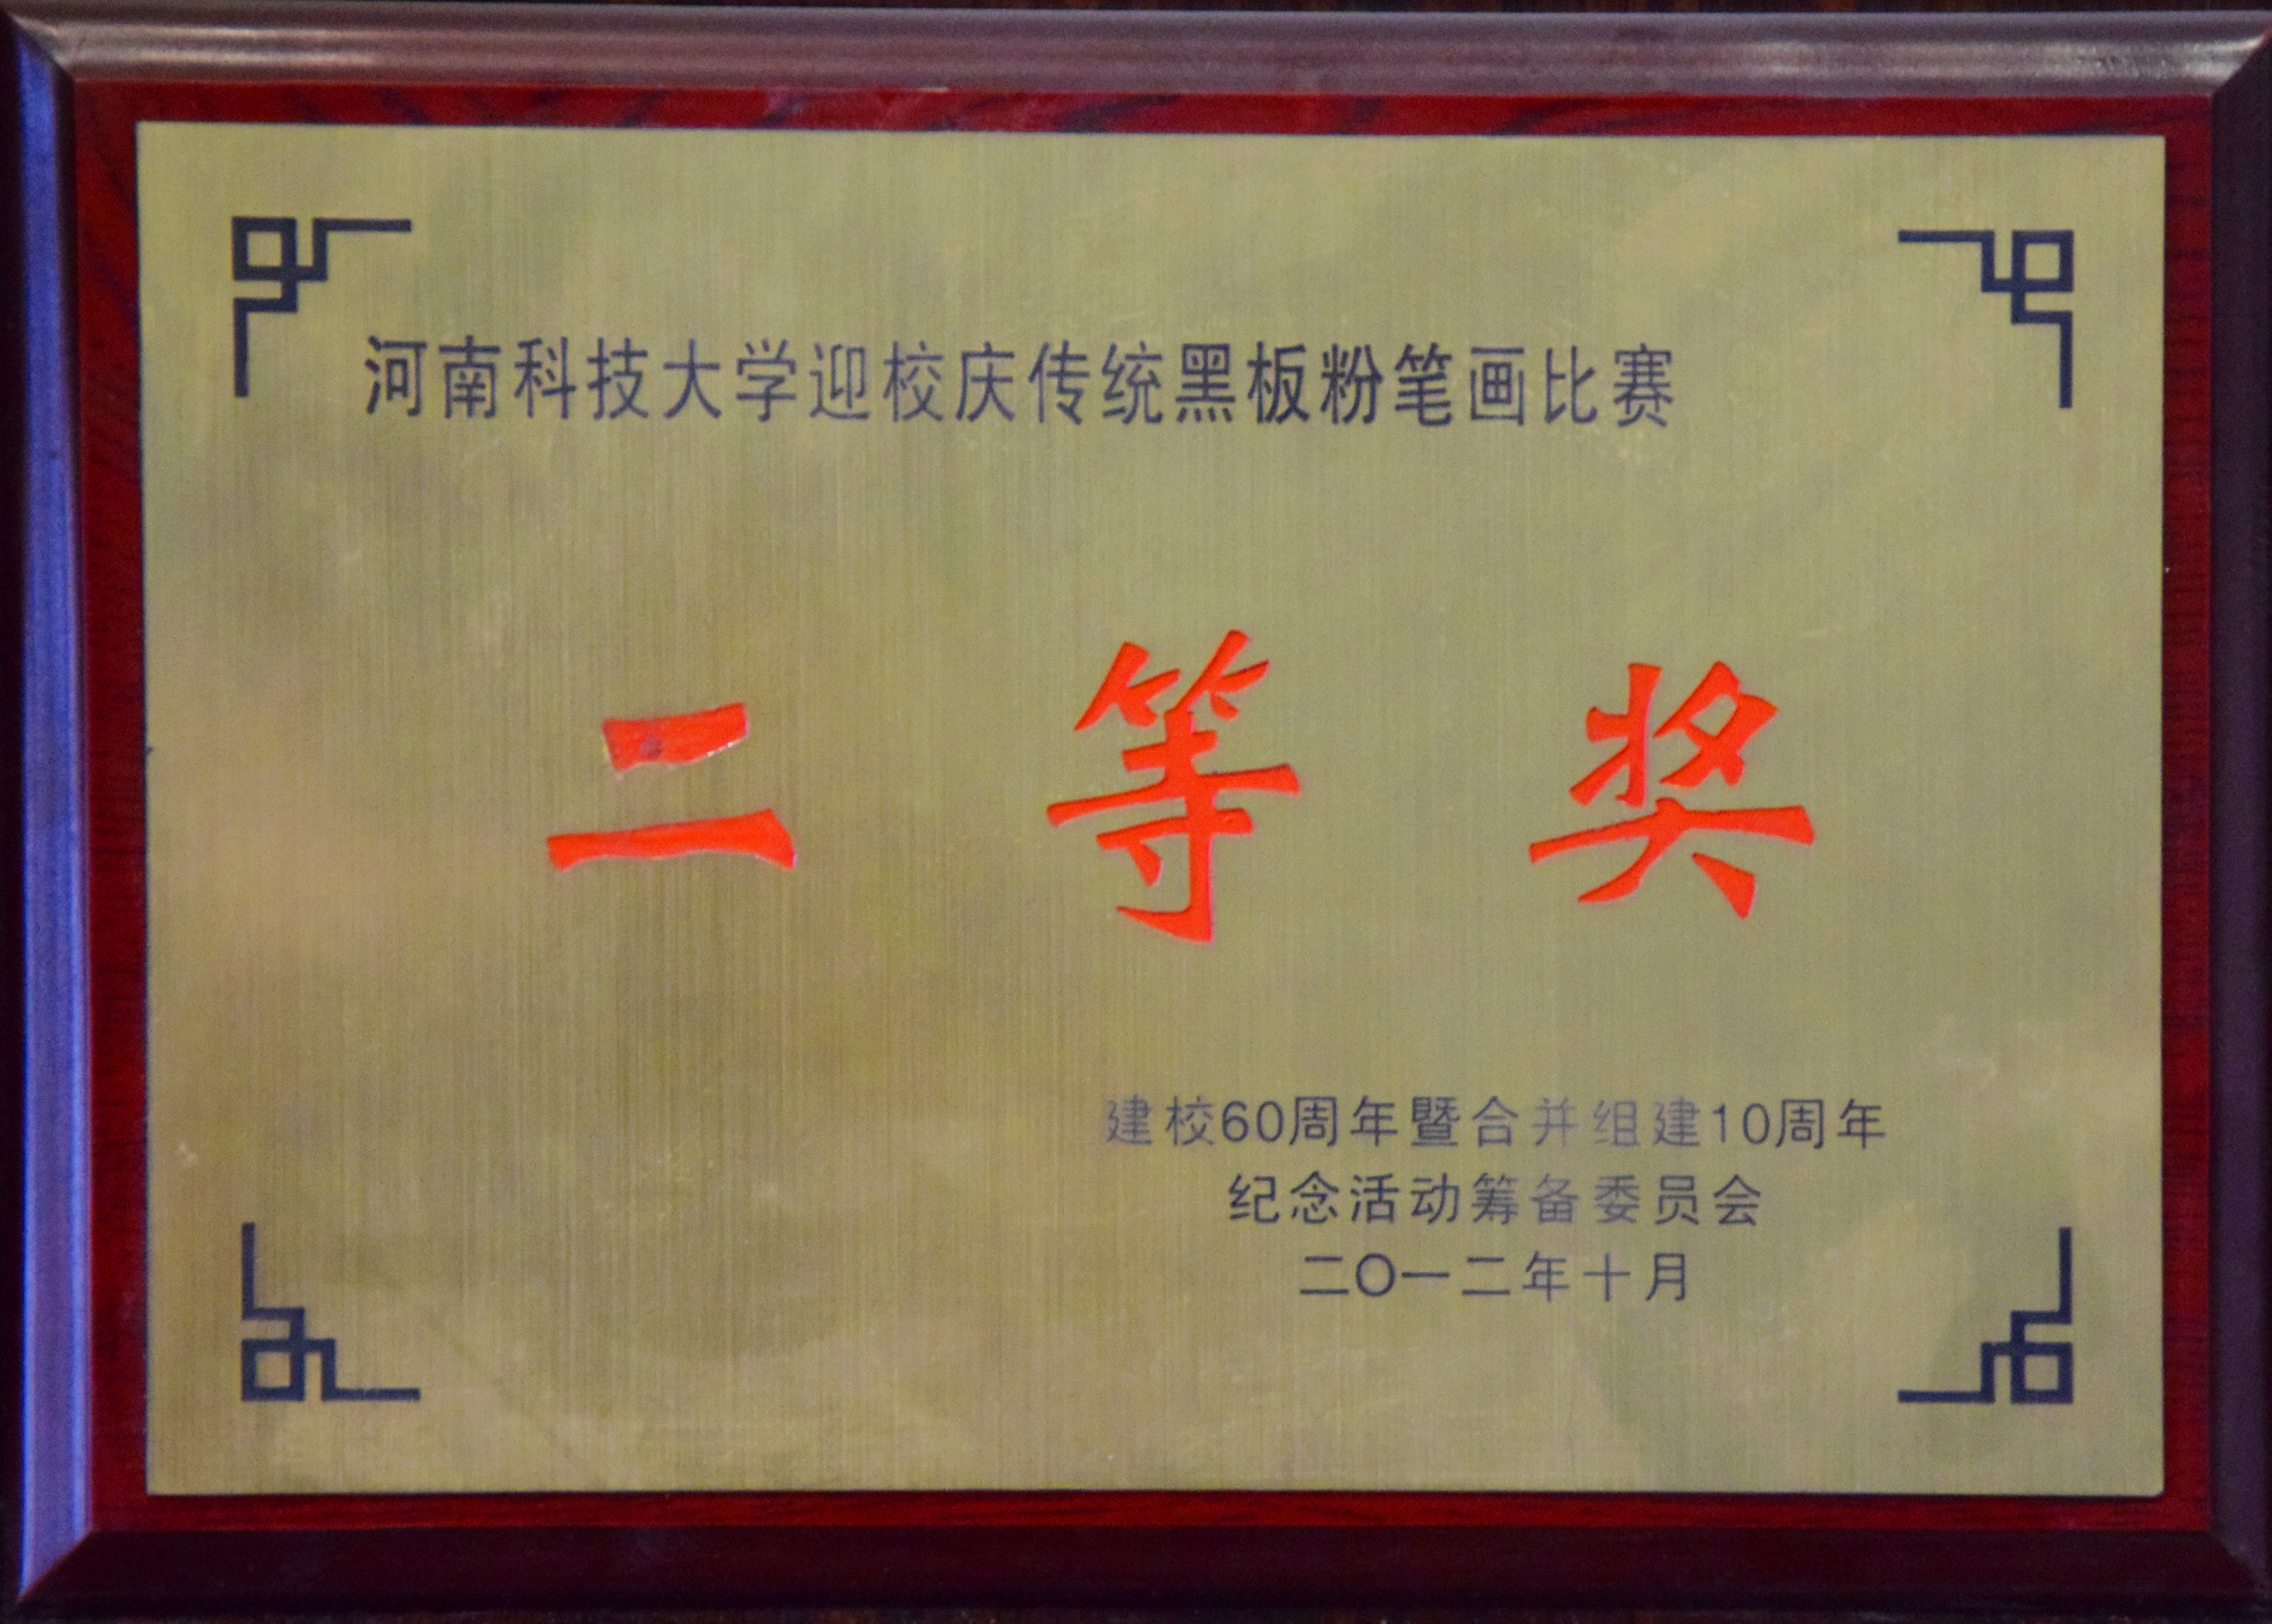 河南科技大学迎校庆传统黑板粉笔画比赛
二等奖
建校60周年暨合并组建10周年
纪念活动筹备委员会
二〇一二年十月